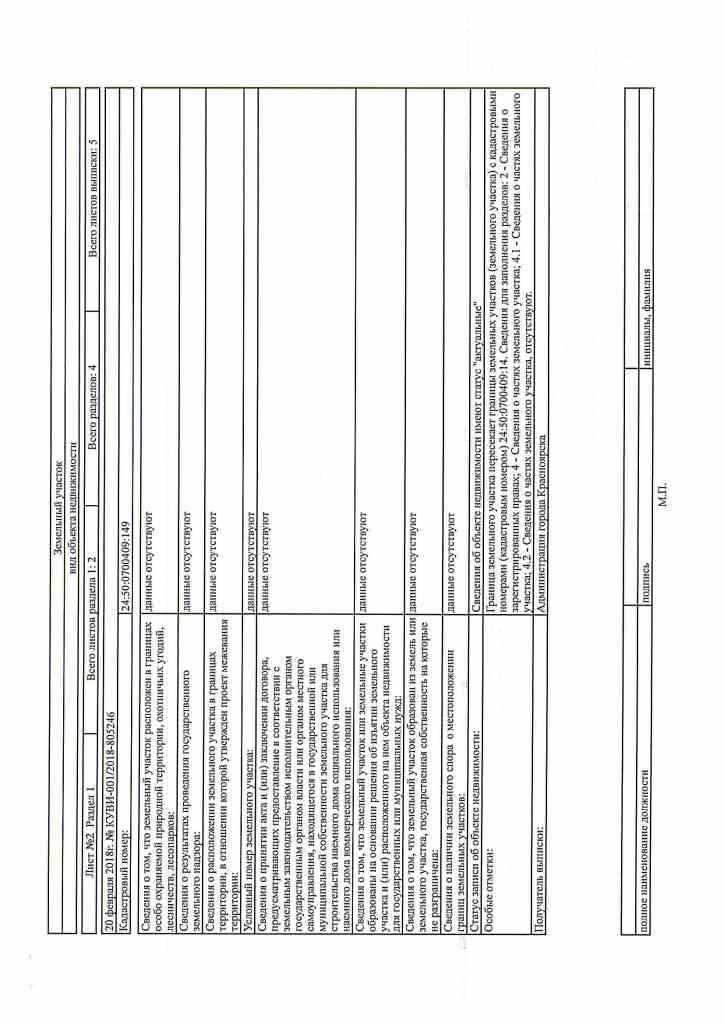 Земельный участок
вид объекта недвижимости
Лист №2 Раздел 1 Всего листов раздела 1: 2 Всего разделов: 4 Всего листов выписки: 5
20 февраля 2018г. № КУВИ-001/2018-805246
Кадастровый номер: 24:50:0700409:149
Сведения о том, что земельный участок расположен в границах данные отсутствуют
особо охраняемой природной территории, охотничьих угодий,
лесничеств, лесопарков:
Сведения о результатах проведения государственного данные отсутствуют
земельного надзора:
Сведения о расположении земельного участка в границах данные отсутствуют
территории, в отношении которой утвержден проект межевания
территории:
Условный номер земельного участка: данные отсутствуют
Сведения о принятии акта и (или) заключении договора, данные отсутствуют
предусматривающих предоставление в соответствии с
земельным законодательством исполнительным органом
государственным органом власти или органом местного
самоуправления, находящегося в государственной или
муниципальной собственности земельного участка для
строительства наемного дома социального использования или
наемного дома коммерческого использования:
Сведения о том, что земельный участок или земельные участки данные отсутствуют
образованы на основании решения об изъятии земельного
участка и (или) расположенного на нем объекта недвижимости
для государственных или муниципальных нужд:
Сведения о том, что земельный участок образован из земель или данные отсутствуют
земельного участка, государственная собственность на которые
не разграничена:
Сведения о наличии земельного спора о местоположении данные отсутствуют
границ земельных участков:
Статус записи об объекте недвижимости: Сведения об объекте недвижимости имеют статус "актуальные"
Особые отметки: Граница земельного участка пересекает границы земельных участков (земельного участка) с кадастровыми
номерами (кадастровым номером) 24:50:0700409:14. Сведения для заполнения разделов: 2 - Сведения о
зарегистрированных правах; 4 - Сведения о частях земельного участка; 4.1 - Сведения о частях земельного
участка; 4.2 - Сведения о частях земельного участка, отсутствуют.
Получатель выписки: Администрация города Красноярска
полное наименование должности подпись инициалы, фамилия
М.П.